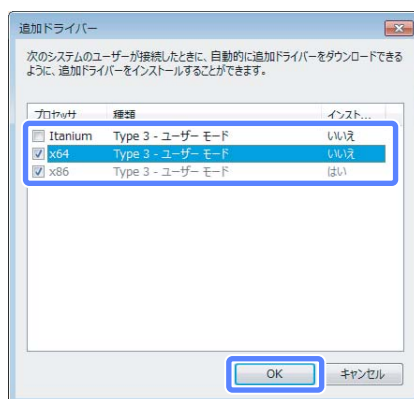 追加ドライバー
次のシステムのユーザーが接続したときに、自動的に追加ドライバーをダウンロードできる
ように、追加ドライバーをインストールすることができます。
プロセッサ 種類 インスト...
Itanium Type 3 - ユーザー モード いいえ
x64 Type 3 - ユーザー モード いいえ
x86 Type 3 - ユーザー モード はい
OK キャンセル